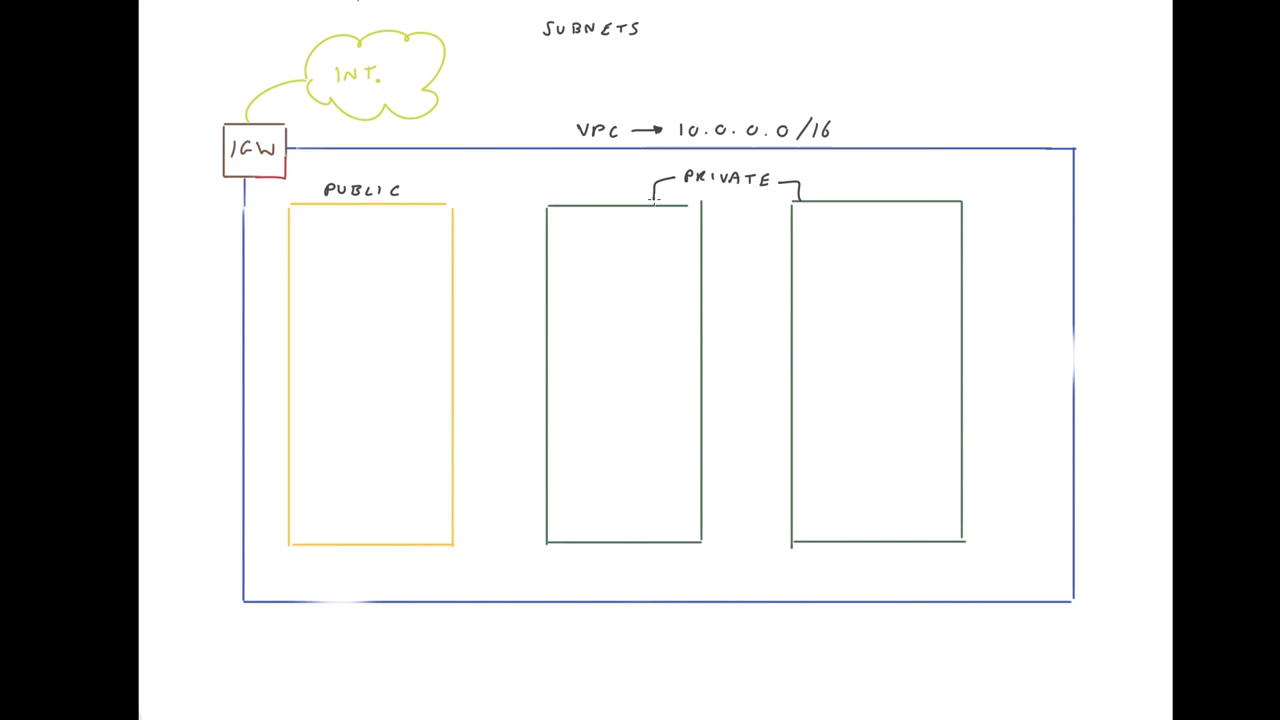 SUBNETS
INT.
VPC → 10.0.0.0/16
IGW
PRIVATE
PUBLIC